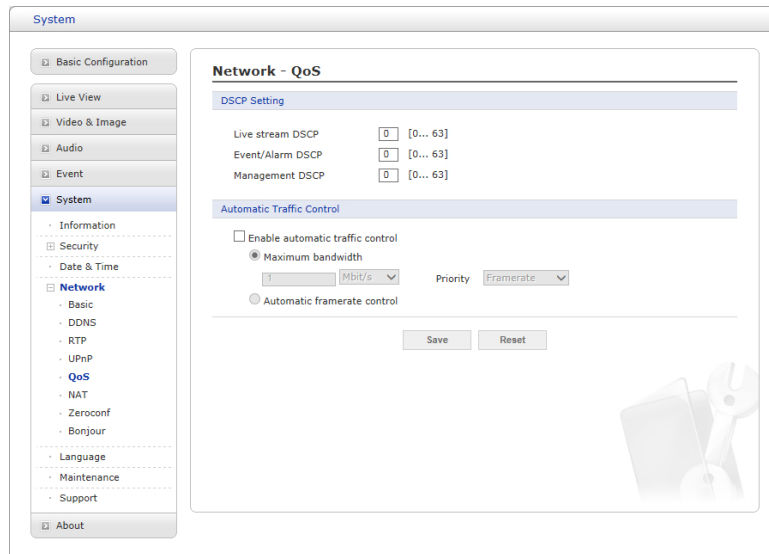 System
Basic Configuration
Live View
Video & Image
Audio
Event
System
Information
Security
Date & Time
Network
Basic
DDNS
RTP
UPnP
QoS
NAT
Zeroconf
Bonjour
Language
Maintenance
Support
About
Network - QoS
DSCP Setting
Live stream DSCP 0 [0... 63]
Event/Alarm DSCP 0 [0... 63]
Management DSCP 0 [0... 63]
Automatic Traffic Control
Enable automatic traffic control
Maximum bandwidth
1 Mbit/s Priority Framerate
Automatic framerate control
Save Reset